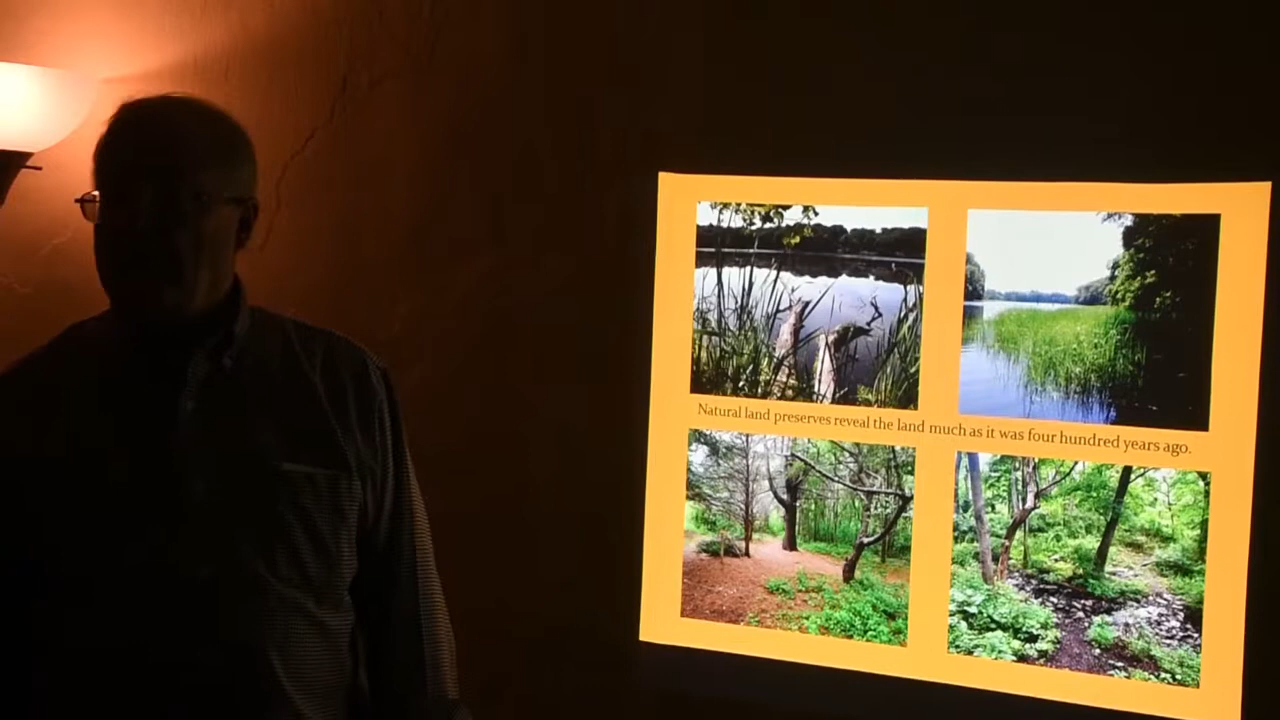 Natural land preserves reveal the land much as it was four hundred years ago.